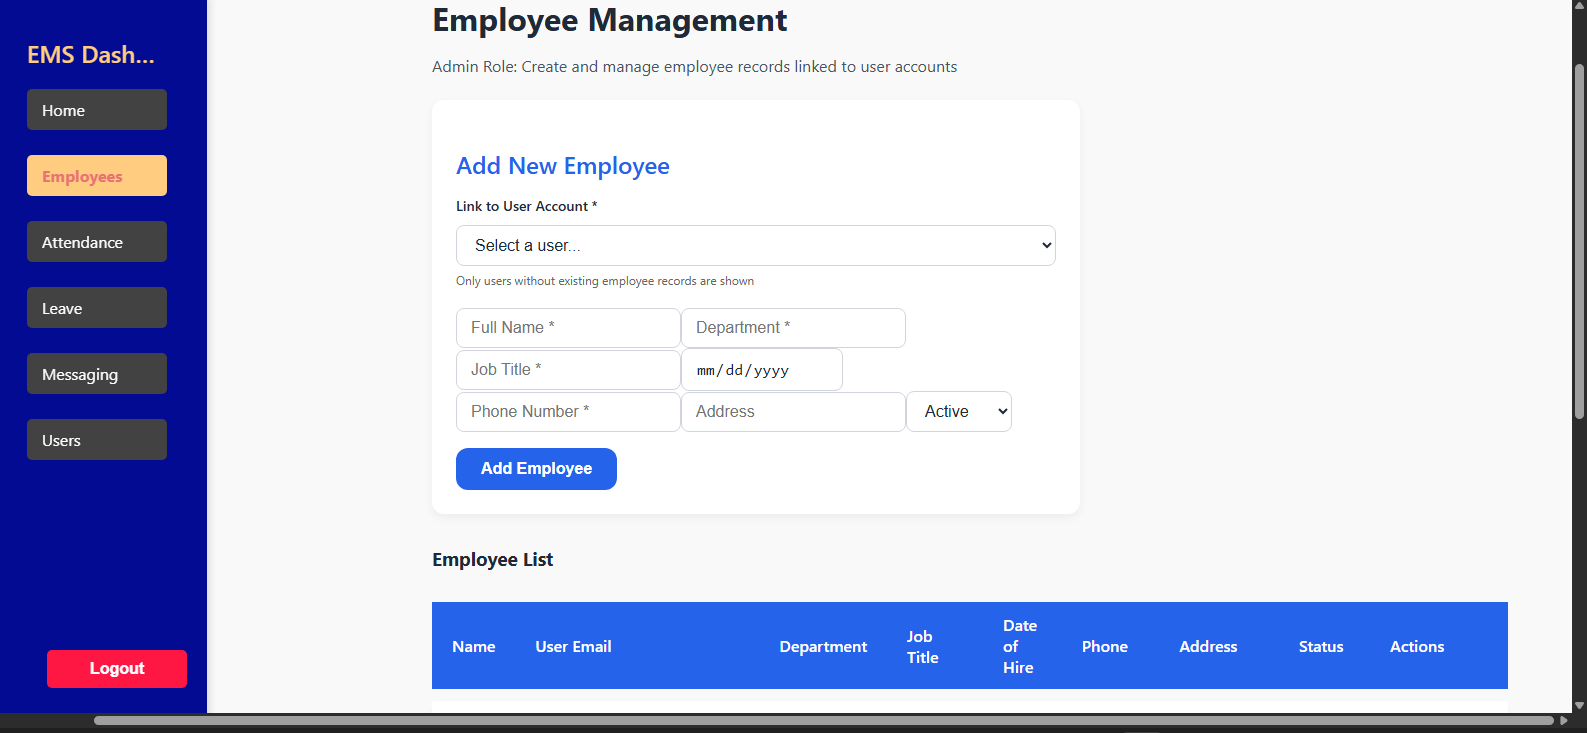 EMS Dash...
Home
Employees
Attendance
Leave
Messaging
Users
Logout
Employee Management
Admin Role: Create and manage employee records linked to user accounts
Add New Employee
Link to User Account *
Select a user...
Only users without existing employee records are shown
Full Name * Department *
Job Title * mm/dd/yyyy
Phone Number * Address Active
Add Employee
Employee List
Name User Email Department Job Title Date of Hire Phone Address Status Actions